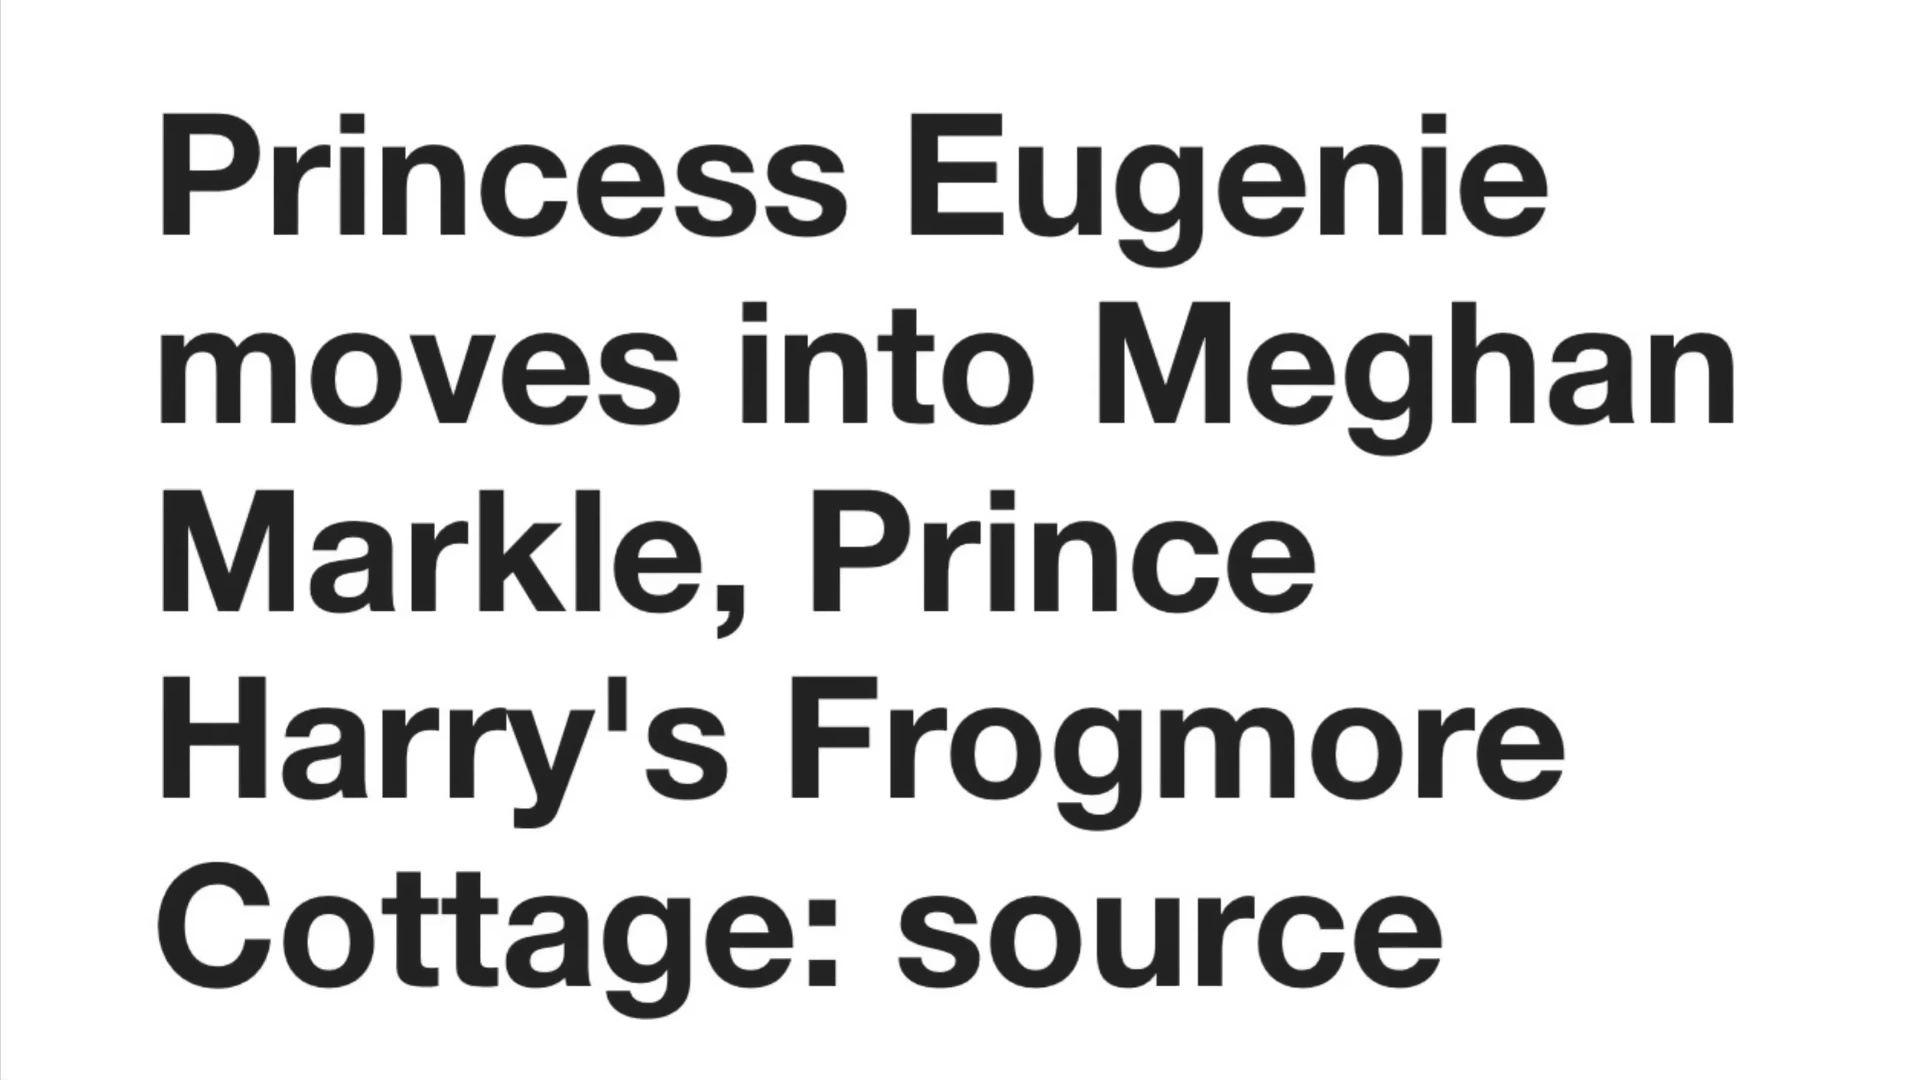 Princess Eugenie
moves into Meghan
Markle, Prince
Harry's Frogmore
Cottage: source